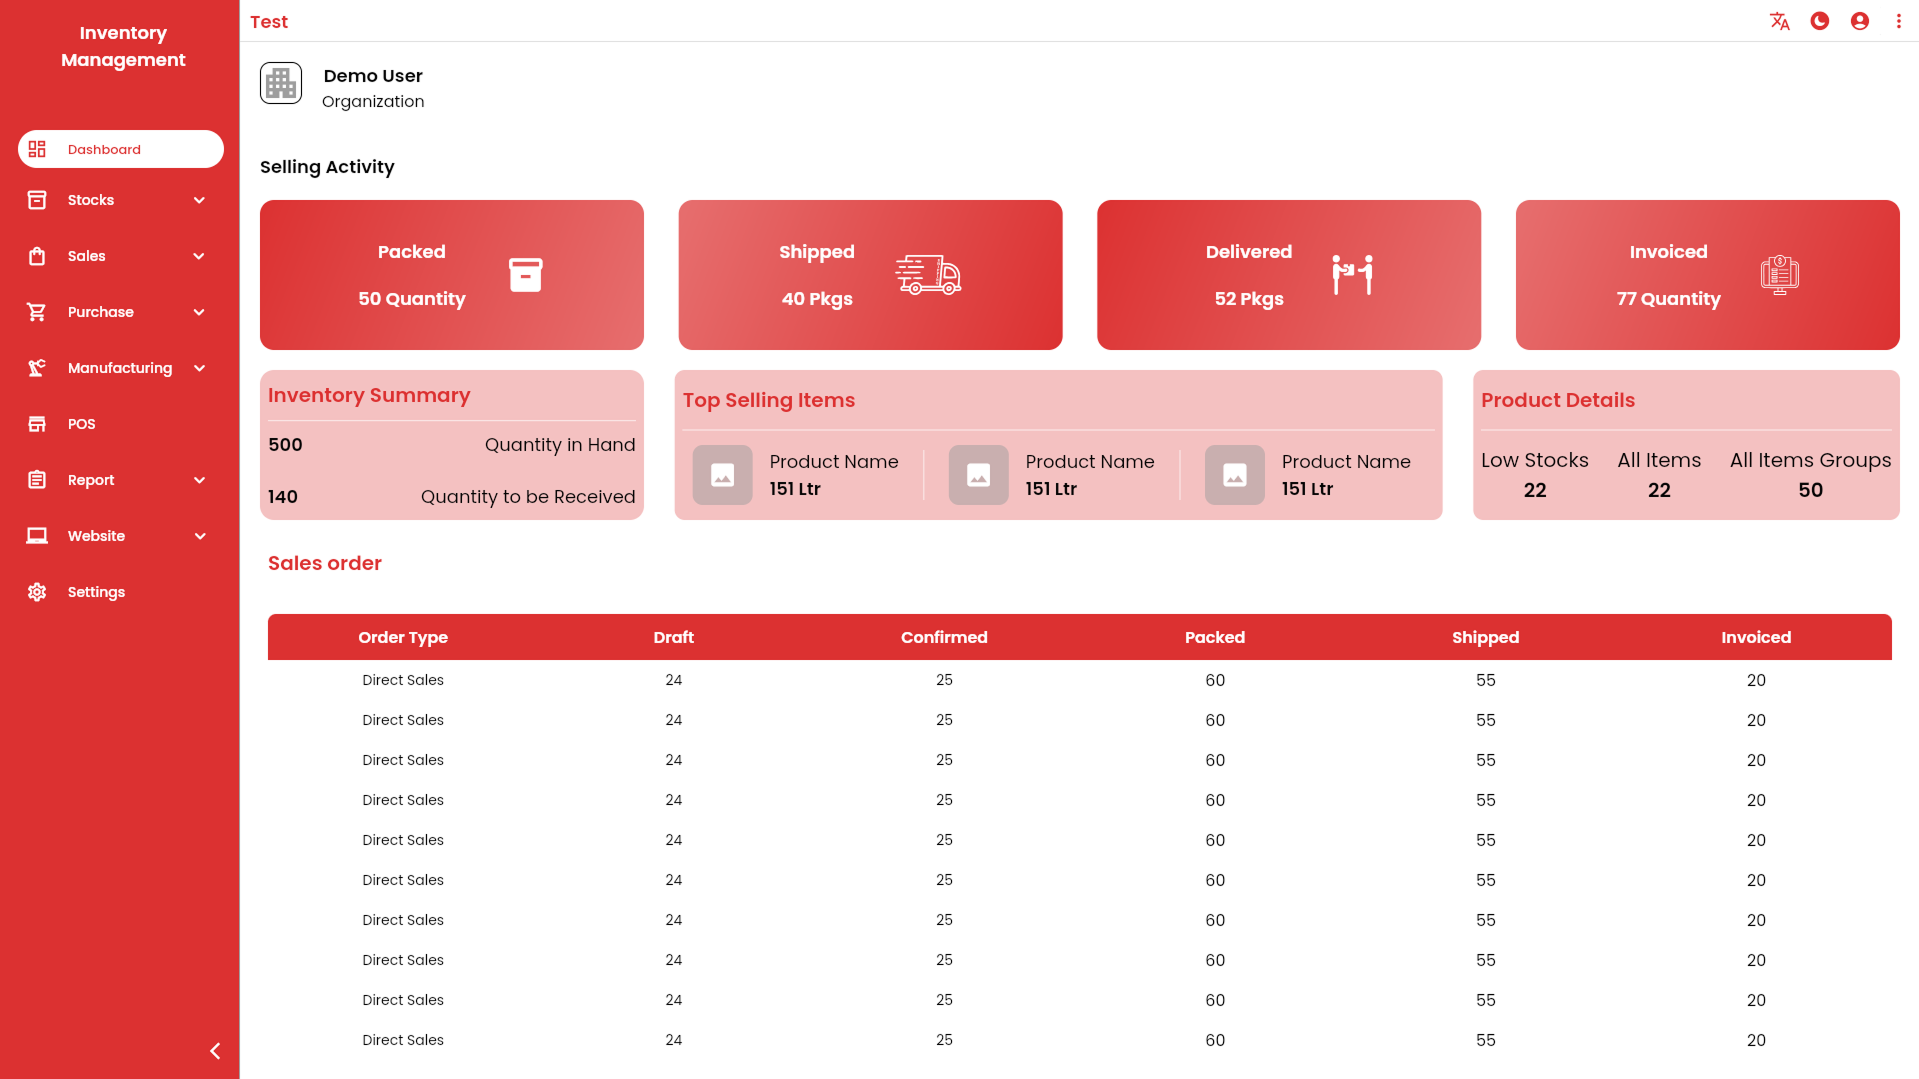 Inventory
Management
Dashboard
Stocks
Sales
Purchase
Manufacturing
POS
Report
Website
Settings
Test
Demo User
Organization
Selling Activity
Packed
50 Quantity
Shipped
40 Pkgs
Delivered
52 Pkgs
Invoiced
77 Quantity
Inventory Summary
500 Quantity in Hand
140 Quantity to be Received
Top Selling Items
Product Name
151 Ltr
Product Name
151 Ltr
Product Name
151 Ltr
Product Details
Low Stocks All Items All Items Groups
22 22 50
Sales order
Order Type Draft Confirmed Packed Shipped Invoiced
Direct Sales 24 25 60 55 20
Direct Sales 24 25 60 55 20
Direct Sales 24 25 60 55 20
Direct Sales 24 25 60 55 20
Direct Sales 24 25 60 55 20
Direct Sales 24 25 60 55 20
Direct Sales 24 25 60 55 20
Direct Sales 24 25 60 55 20
Direct Sales 24 25 60 55 20
Direct Sales 24 25 60 55 20